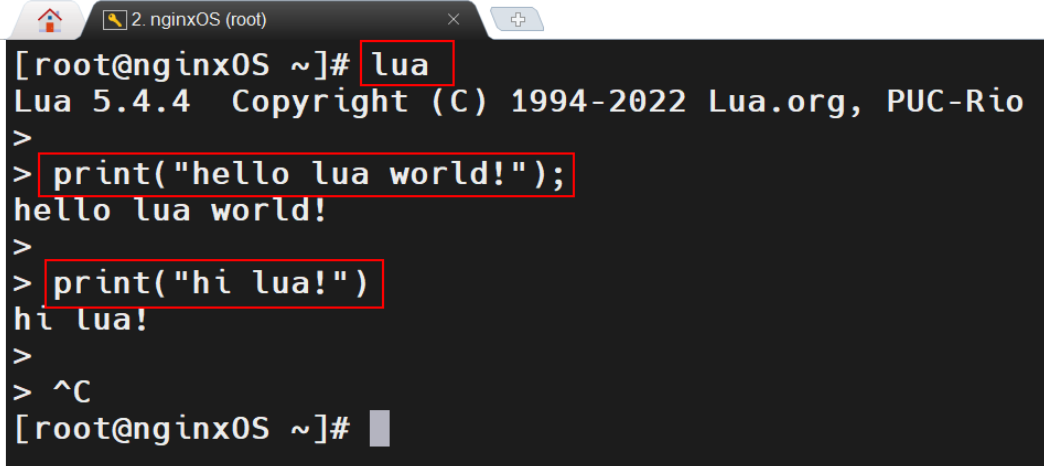 2. nginxOS (root)
[root@nginxOS ~]# lua
Lua 5.4.4  Copyright (C) 1994-2022 Lua.org, PUC-Rio
>
> print("hello lua world!");
hello lua world!
>
> print("hi lua!")
hi lua!
>
> ^C
[root@nginxOS ~]#